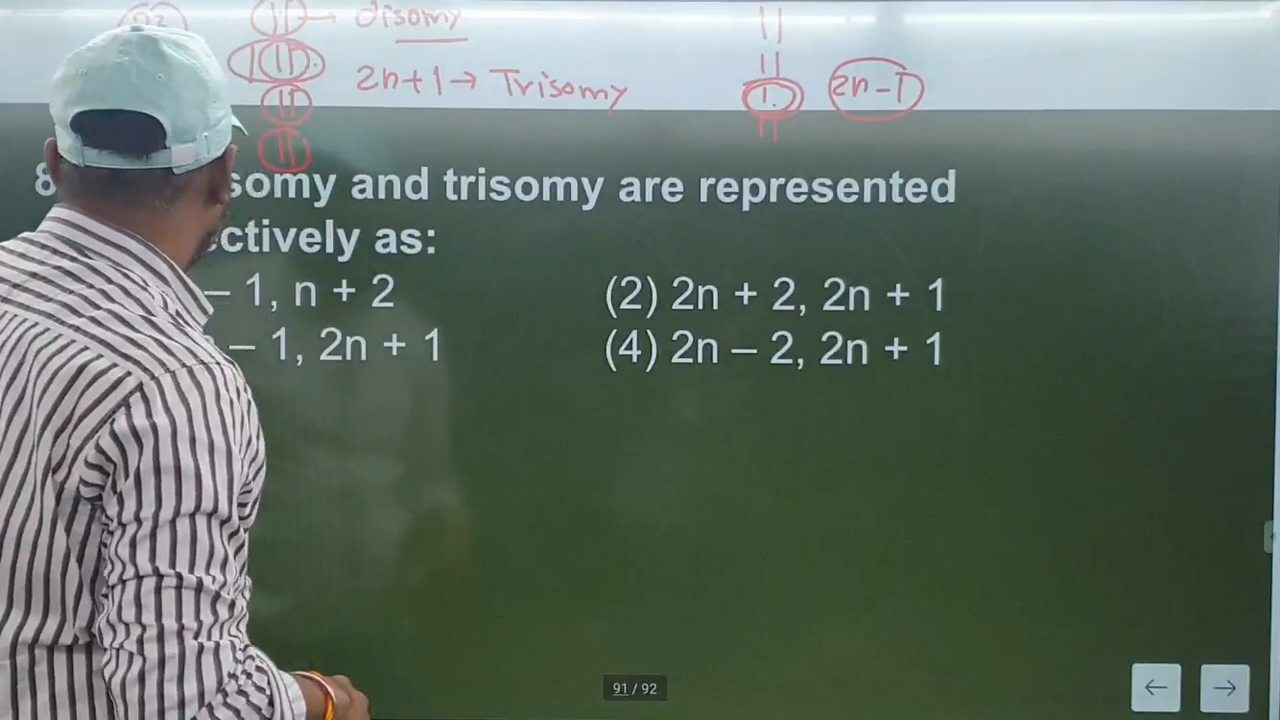 disomy
2n+1→ Trisomy
2n-1
8 somy and trisomy are represented
ctively as:
– 1, n + 2
(2) 2n + 2, 2n + 1
– 1, 2n + 1
(4) 2n – 2, 2n + 1
91 / 92